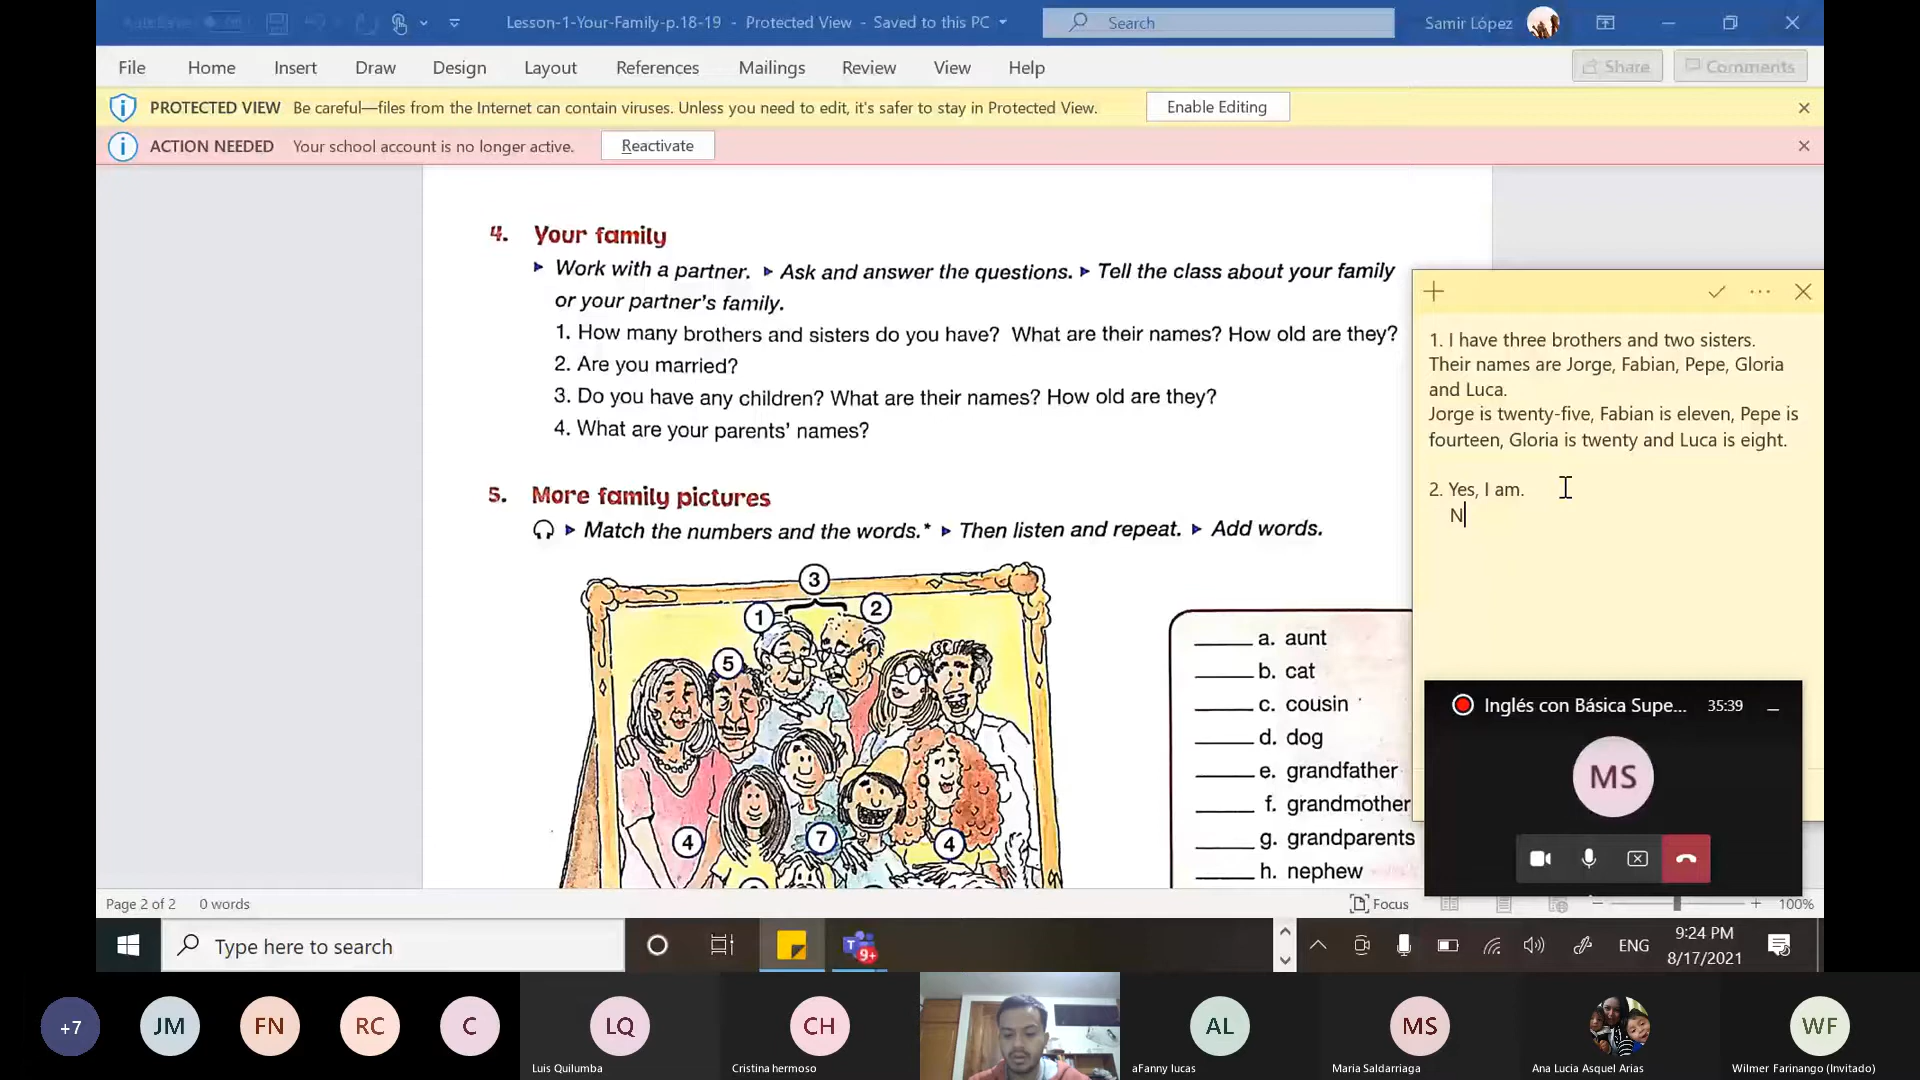 Lesson-1-Your-Family-p.18-19 - Protected View - Saved to this PC
Search
Samir López
File Home Insert Draw Design Layout References Mailings Review View Help
Share
Comments
PROTECTED VIEW Be careful—files from the Internet can contain viruses. Unless you need to edit, it's safer to stay in Protected View.
Enable Editing
ACTION NEEDED Your school account is no longer active.
Reactivate
4. Your family
Work with a partner. Ask and answer the questions. Tell the class about your family
or your partner's family.
1. How many brothers and sisters do you have? What are their names? How old are they?
2. Are you married?
3. Do you have any children? What are their names? How old are they?
4. What are your parents' names?
5. More family pictures
Match the numbers and the words.* Then listen and repeat. Add words.
3
1
2
5
4
7
4
a. aunt
b. cat
c. cousin
d. dog
e. grandfather
f. grandmother
g. grandparents
h. nephew
1. I have three brothers and two sisters.
Their names are Jorge, Fabian, Pepe, Gloria
and Luca.
Jorge is twenty-five, Fabian is eleven, Pepe is
fourteen, Gloria is twenty and Luca is eight.
2. Yes, I am.
N
Inglés con Básica Supe... 35:39
MS
Page 2 of 2 0 words
Focus
100%
Type here to search
9+
ENG
9:24 PM
8/17/2021
+7
JM
FN
RC
C
LQ
CH
AL
MS
WF
Luis Quilumba
Cristina hermoso
aFanny lucas
Maria Saldarriaga
Ana Lucia Asquel Arias
Wilmer Farinango (Invitado)